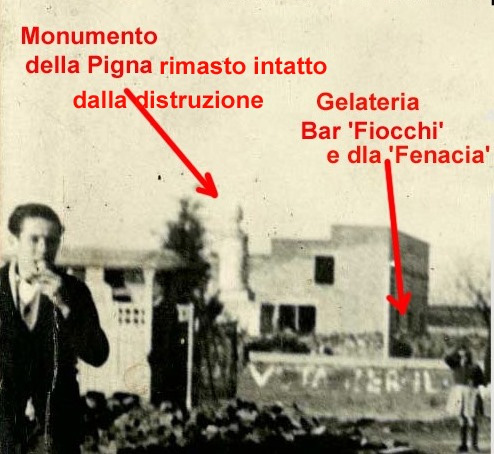 Monumento
della Pigna rimasto intatto
dalla distruzione
Gelateria
Bar 'Fiocchi'
e dla 'Fenacia'